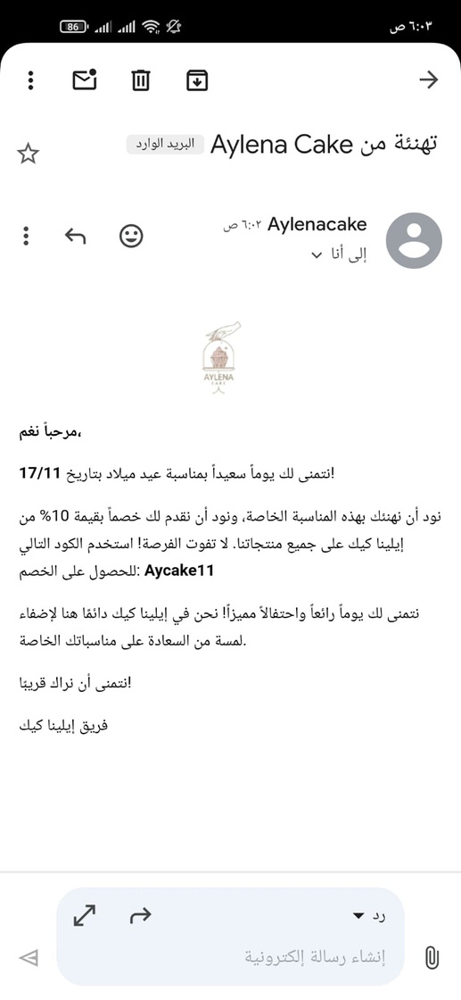 ٦:٠٣ ص
86
تهنئة من Aylena Cake البريد الوارد
Aylenacake ٦:٠٢ ص
إلى أنا
AYLENA
CAKE
مرحباً نغم،
نتمنى لك يوماً سعيداً بمناسبة عيد ميلاد بتاريخ 17/11!
نود أن نهنئك بهذه المناسبة الخاصة، ونود أن نقدم لك خصماً بقيمة 10% من
إيلينا كيك على جميع منتجاتنا. لا تفوت الفرصة! استخدم الكود التالي
للحصول على الخصم: Aycake11
نتمنى لك يوماً رائعاً واحتفالاً مميزاً! نحن في إيلينا كيك دائمًا هنا لإضفاء
لمسة من السعادة على مناسباتك الخاصة.
نتمنى أن نراك قريبًا!
فريق إيلينا كيك
رد
إنشاء رسالة إلكترونية